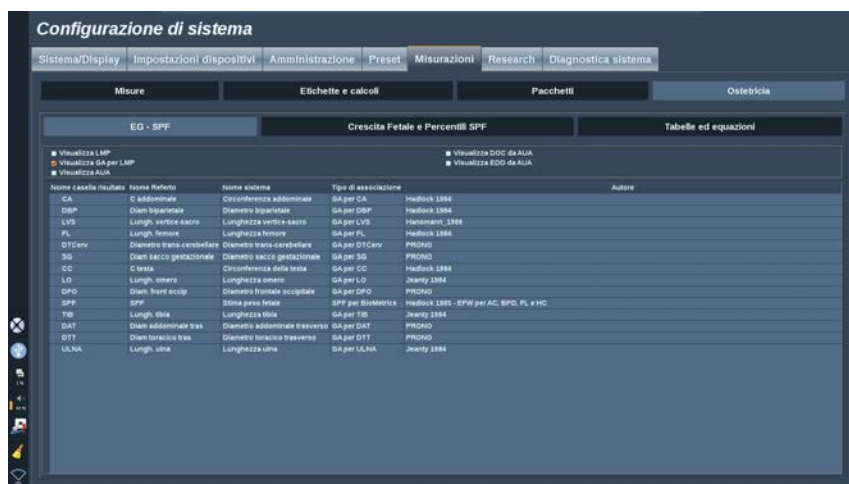 Configurazione di sistema
Sistema/Display Impostazioni dispositivi Amministrazione Preset Misurazioni Research Diagnostica sistema
Misure Etichette e calcoli Pacchetti Ostetricia
EG - SPF Crescita Fetale e Percentili SPF Tabelle ed equazioni
Visualizza LMP Visualizza DOC da AUA
Visualizza GA per LMP Visualizza EDD da AUA
Visualizza AUA
Nome casella risultato Nome Referto Nome sistema Tipo di associazione Autore
CA C addominale Circonferenza addominale GA per CA Hadlock 1984
DBP Diam biparietale Diametro biparietale GA per DBP Hadlock 1984
LVS Lungh. vertice-sacro Lunghezza vertice-sacro GA per LVS Hansmann_1986
FL Lungh. femore Lunghezza femore GA per FL Hadlock 1984
DTCerv Diametro trans-cerebellare Diametro trans-cerebellare GA per DTCerv PRONO
SG Diam sacco gestazionale Diametro sacco gestazionale GA per SG PRONO
CC C testa Circonferenza della testa GA per CC Hadlock 1984
LO Lungh. omero Lunghezza omero GA per LO Jeanty 1984
DFO Diam. front occip Diametro frontale occipitale GA per DFO PRONO
SPF SPF Stima peso fetale SPF per BioMetrics Hadlock 1985 - EFW per AC, BPD, FL e HC
TIB Lungh. tibia Lunghezza tibia GA per TIB Jeanty 1984
DAT Diam addominale tras Diametro addominale trasverso GA per DAT PRONO
DTT Diam toracico tras Diametro toracico trasverso GA per DTT PRONO
ULNA Lungh. ulna Lunghezza ulna GA per ULNA Jeanty 1984